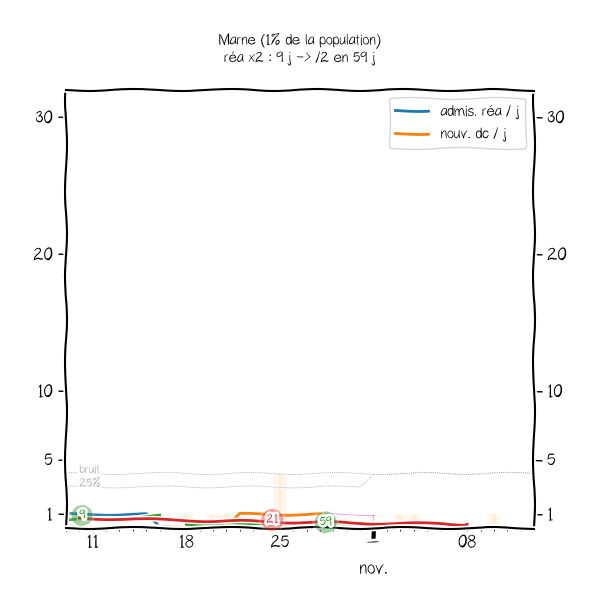 Marne (1% de la population)
réa x2 : 9 j -> /2 en 59 j
admis. réa / j
nouv. dc / j
30 30
20 20
10 10
5 5
bruit
25%
1 1
9 21 59
11 18 25 1 08
nov.